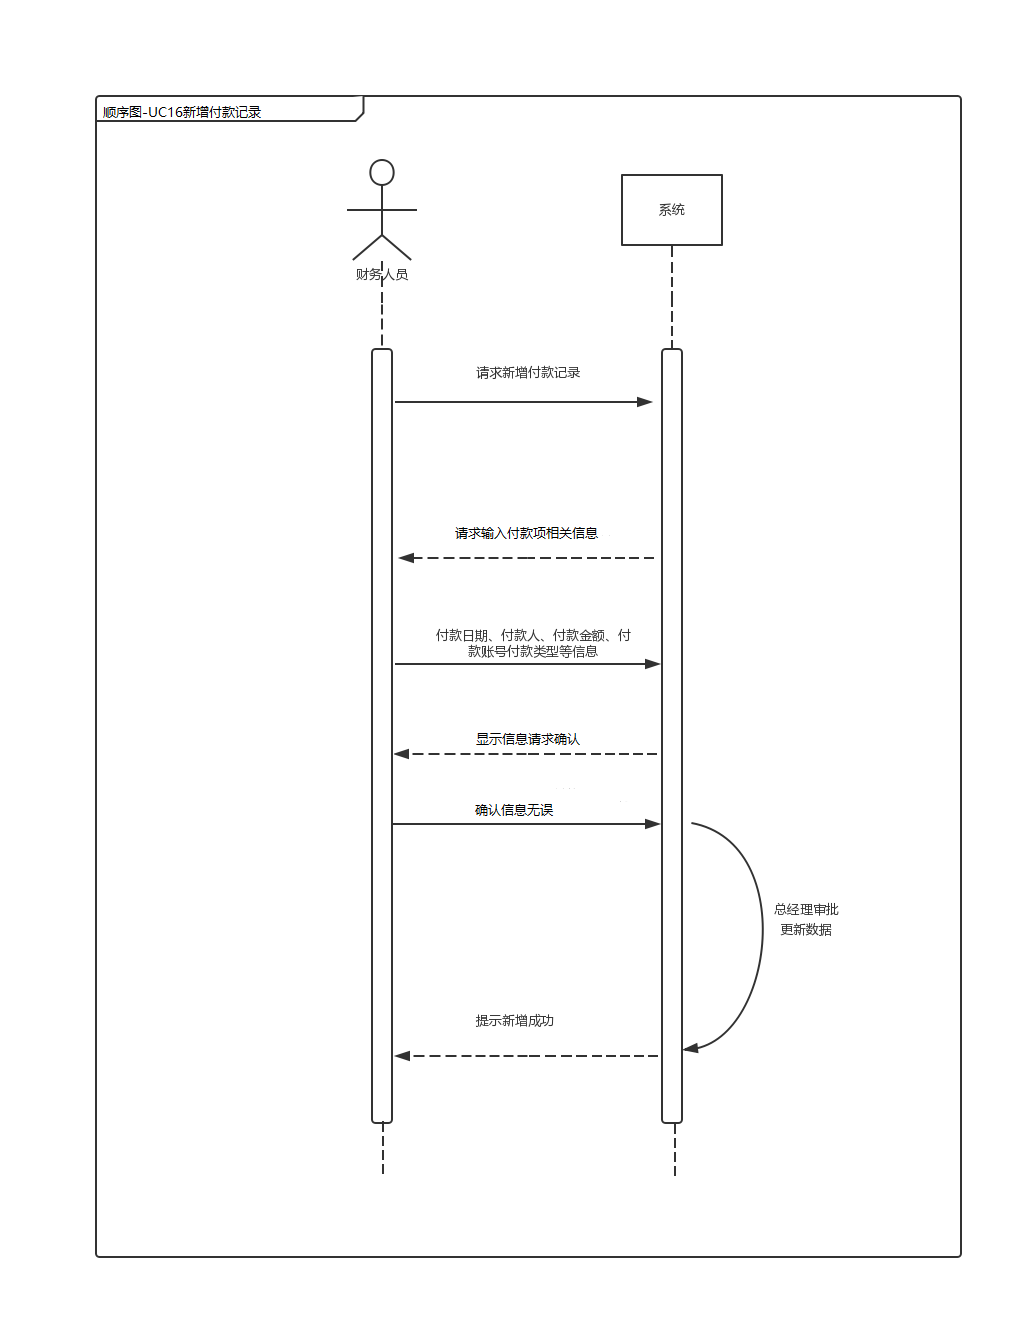 顺序图-UC16新增付款记录
系统
财务人员
请求新增付款记录
请求输入付款项相关信息
付款日期、付款人、付款金额、付
款账号付款类型等信息
显示信息请求确认
确认信息无误
总经理审批
更新数据
提示新增成功